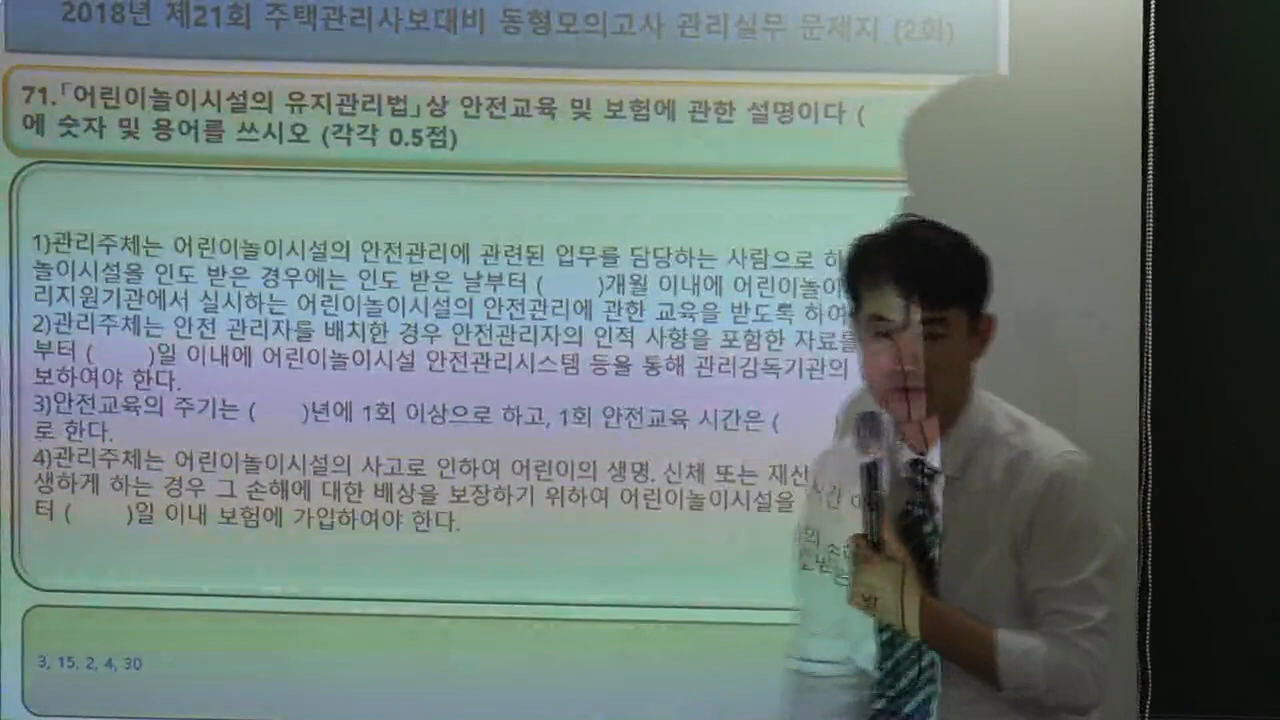 2018년 제21회 주택관리사보대비 동형모의고사 관리실무 문제지 (2회)
71.「어린이놀이시설의 유지관리법」상 안전교육 및 보험에 관한 설명이다 (
에 숫자 및 용어를 쓰시오 (각각 0.5점)
1)관리주체는 어린이놀이시설의 안전관리에 관련된 업무를 담당하는 사람으로 하
놀이시설을 인도 받은 경우에는 인도 받은 날부터 ( )개월 이내에 어린이놀이
리지원기관에서 실시하는 어린이놀이시설의 안전관리에 관한 교육을 받도록 하여
2)관리주체는 안전 관리자를 배치한 경우 안전관리자의 인적 사항을 포함한 자료를
부터 ( )일 이내에 어린이놀이시설 안전관리시스템 등을 통해 관리감독기관의
보하여야 한다.
3)안전교육의 주기는 ( )년에 1회 이상으로 하고, 1회 안전교육 시간은 (
로 한다.
4)관리주체는 어린이놀이시설의 사고로 인하여 어린이의 생명. 신체 또는 재산
생하게 하는 경우 그 손해에 대한 배상을 보장하기 위하여 어린이놀이시설을
터 ( )일 이내 보험에 가입하여야 한다.
3, 15, 2, 4, 30